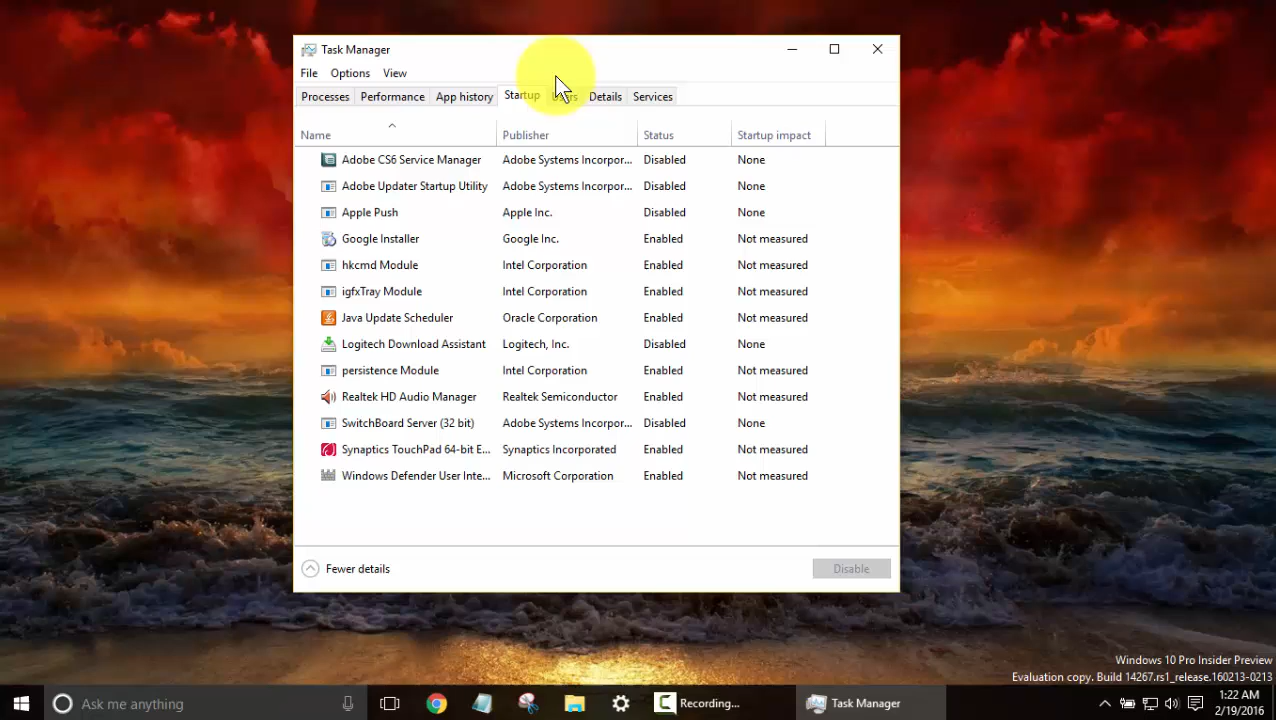 Task Manager
File Options View
Processes Performance App history Startup Users Details Services
Name Publisher Status Startup impact
Adobe CS6 Service Manager Adobe Systems Incorpor... Disabled None
Adobe Updater Startup Utility Adobe Systems Incorpor... Disabled None
Apple Push Apple Inc. Disabled None
Google Installer Google Inc. Enabled Not measured
hkcmd Module Intel Corporation Enabled Not measured
igfxTray Module Intel Corporation Enabled Not measured
Java Update Scheduler Oracle Corporation Enabled Not measured
Logitech Download Assistant Logitech, Inc. Disabled None
persistence Module Intel Corporation Enabled Not measured
Realtek HD Audio Manager Realtek Semiconductor Enabled Not measured
SwitchBoard Server (32 bit) Adobe Systems Incorpor... Disabled None
Synaptics TouchPad 64-bit E... Synaptics Incorporated Enabled Not measured
Windows Defender User Inte... Microsoft Corporation Enabled Not measured
Fewer details Disable
Windows 10 Pro Insider Preview
Evaluation copy. Build 14267.rs1_release.160213-0213
Ask me anything Recording... Task Manager 1:22 AM
2/19/2016